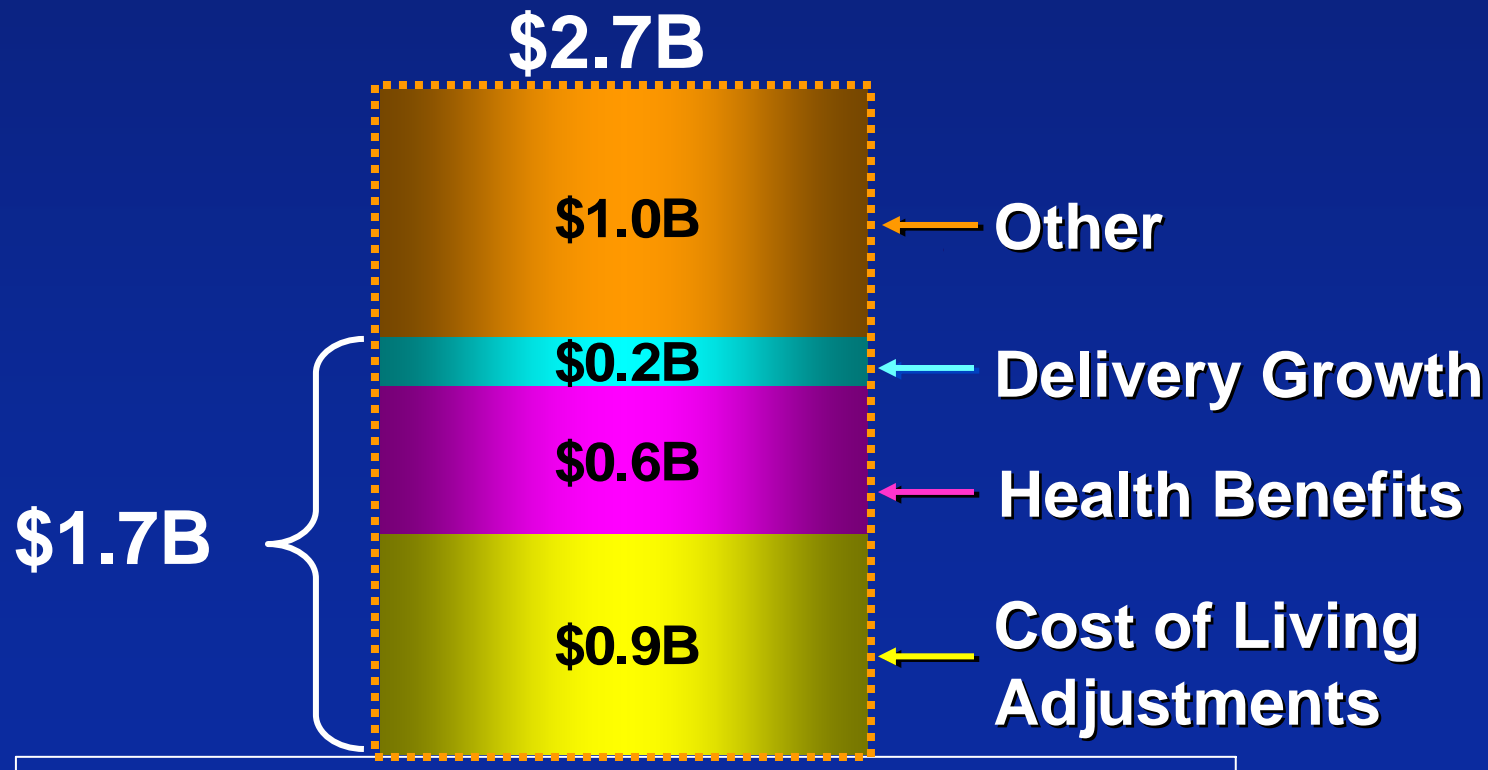 $2.7B
$1.0B
Other
$0.2B
Delivery Growth
$0.6B
Health Benefits
$1.7B
$0.9B
Cost of Living
Adjustments